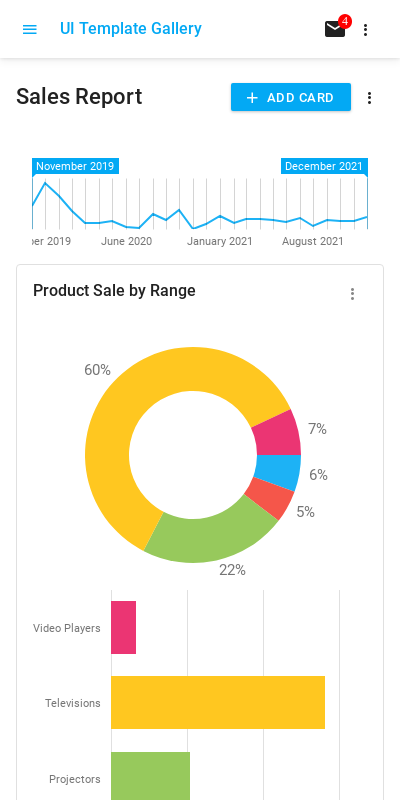 UI Template Gallery
4
Sales Report
ADD CARD
November 2019
December 2021
er 2019
June 2020
January 2021
August 2021
Product Sale by Range
60%
7%
6%
5%
22%
Video Players
Televisions
Projectors